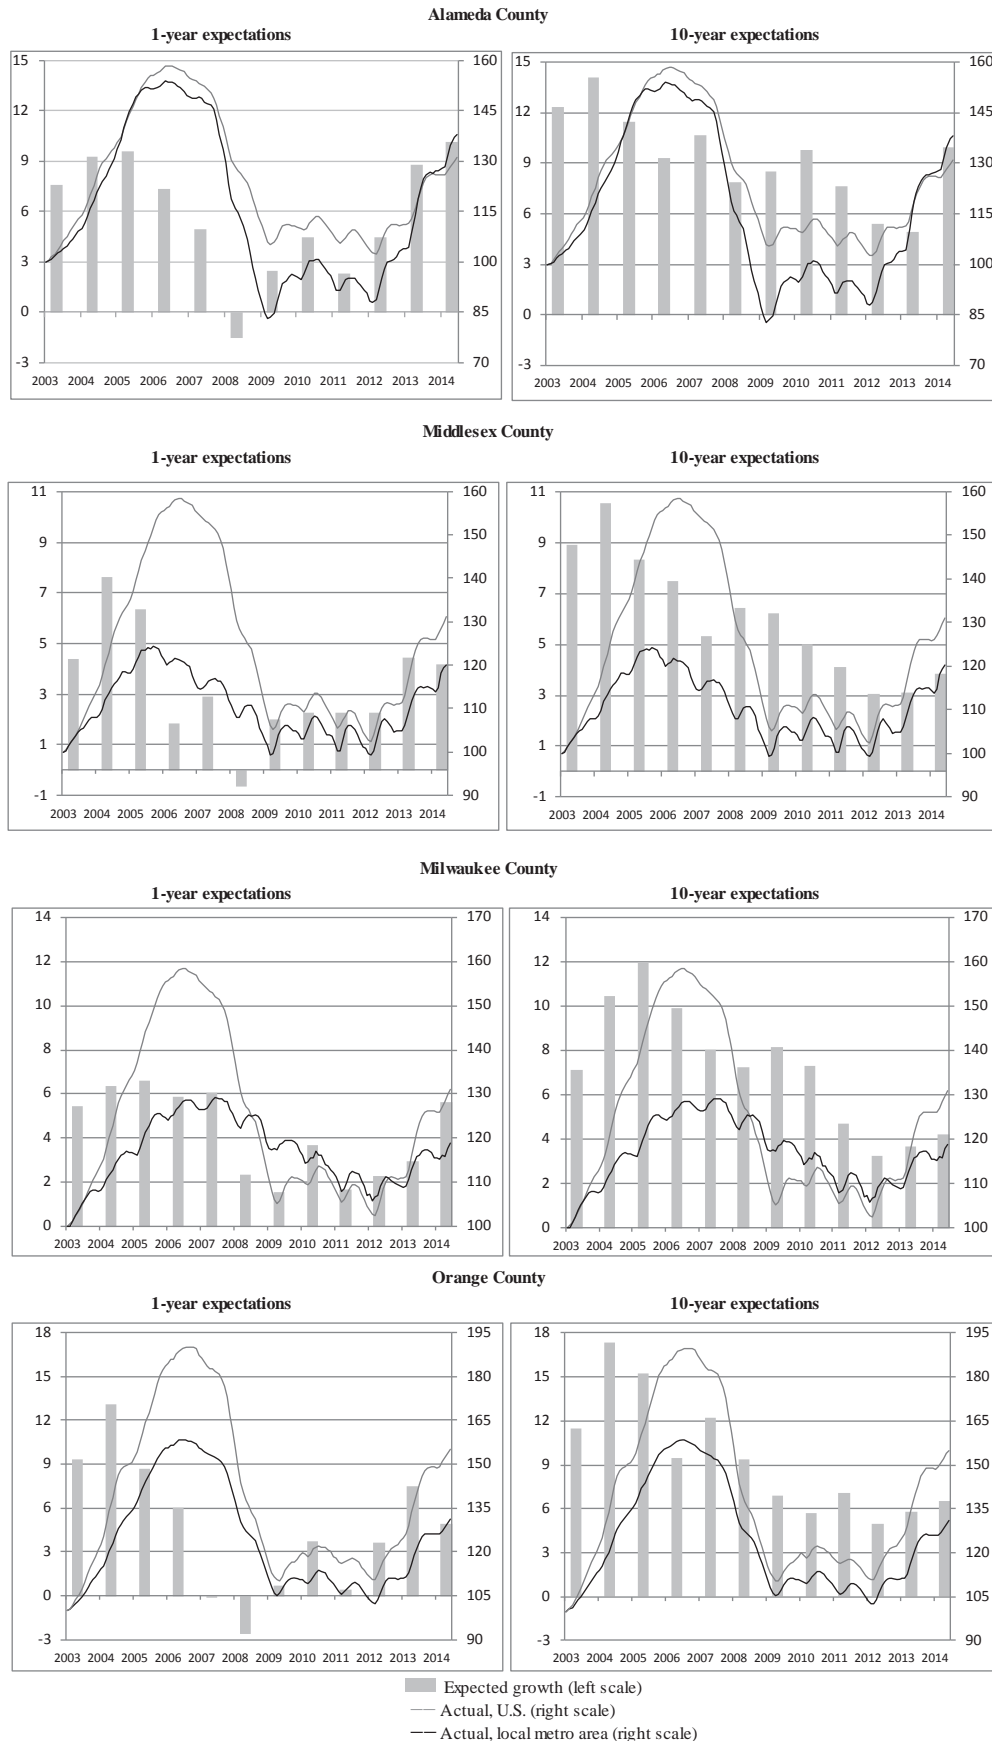 Alameda County
1-year expectations 10-year expectations
15 160 15 160
12 145 12 145
9 130 9 130
6 115 6 115
3 100 3 100
0 85 0 85
-3 70 -3 70
2003 2004 2005 2006 2007 2008 2009 2010 2011 2012 2013 2014 2003 2004 2005 2006 2007 2008 2009 2010 2011 2012 2013 2014
Middlesex County
1-year expectations 10-year expectations
11 160 11 160
9 150 9 150
7 140 7 140
5 130 5 130
3 120 3 120
1 110 1 110
-1 100 -1 100
90 90
2003 2004 2005 2006 2007 2008 2009 2010 2011 2012 2013 2014 2003 2004 2005 2006 2007 2008 2009 2010 2011 2012 2013 2014
Milwaukee County
1-year expectations 10-year expectations
14 170 14 170
12 160 12 160
10 150 10 150
8 140 8 140
6 130 6 130
4 120 4 120
2 110 2 110
0 100 0 100
2003 2004 2005 2006 2007 2008 2009 2010 2011 2012 2013 2014 2003 2004 2005 2006 2007 2008 2009 2010 2011 2012 2013 2014
Orange County
1-year expectations 10-year expectations
18 195 18 195
15 180 15 180
12 165 12 165
9 150 9 150
6 135 6 135
3 120 3 120
0 105 0 105
-3 90 -3 90
2003 2004 2005 2006 2007 2008 2009 2010 2011 2012 2013 2014 2003 2004 2005 2006 2007 2008 2009 2010 2011 2012 2013 2014
Expected growth (left scale)
Actual, U.S. (right scale)
Actual, local metro area (right scale)